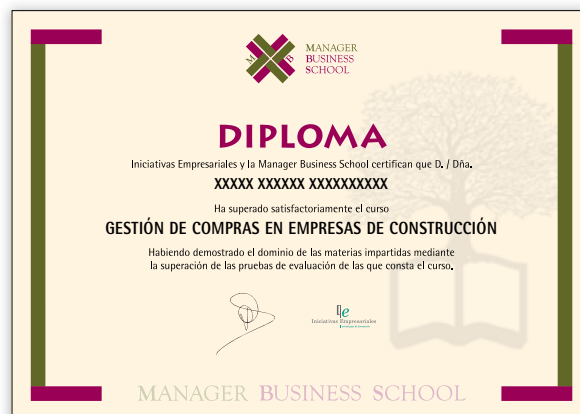 M B
MANAGER
BUSINESS
SCHOOL
DIPLOMA
Iniciativas Empresariales y la Manager Business School certifican que D. / Dña.
XXXXX XXXXXX XXXXXXXXXX
Ha superado satisfactoriamente el curso
GESTIÓN DE COMPRAS EN EMPRESAS DE CONSTRUCCIÓN
Habiendo demostrado el dominio de las materias impartidas mediante
la superación de las pruebas de evaluación de las que consta el curso.
Ie
Iniciativas Empresariales
MANAGER BUSINESS SCHOOL